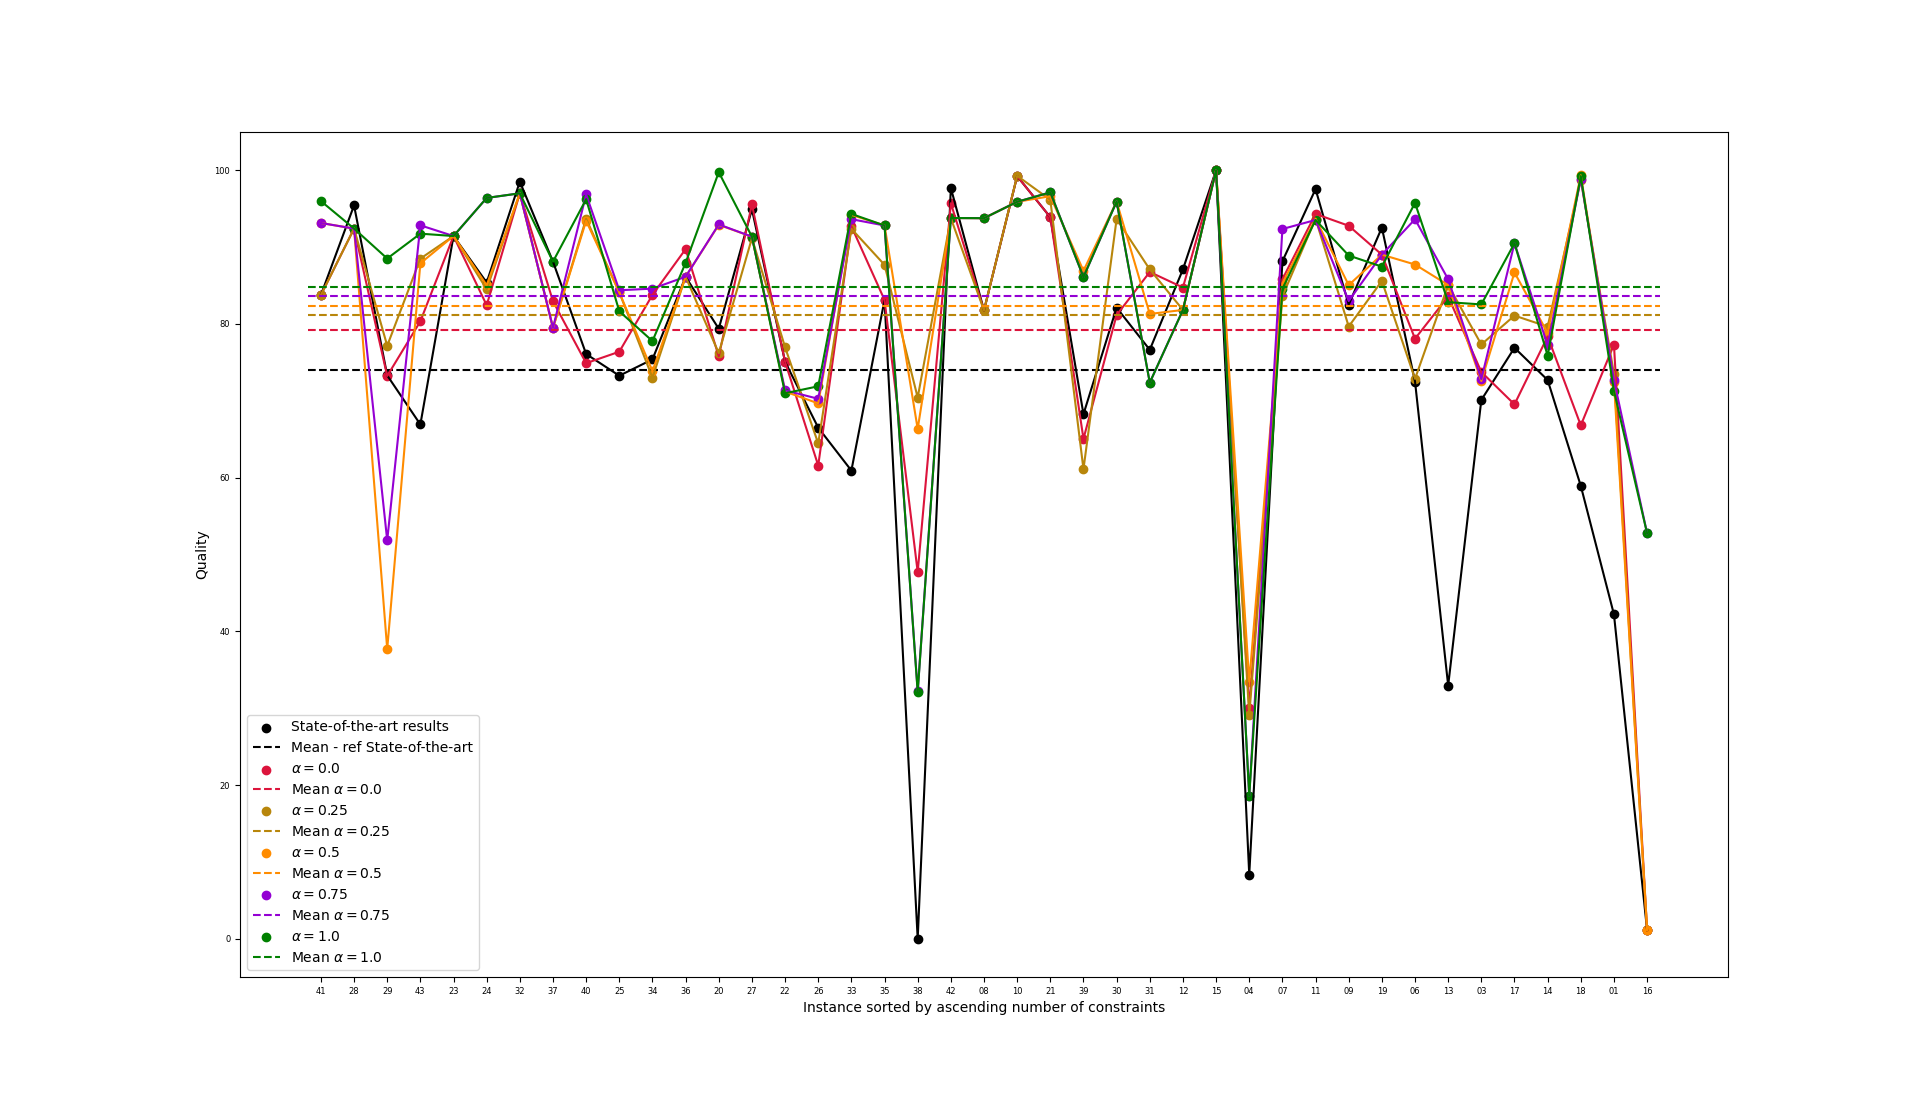 100
80
60
40
20
0
Quality
State-of-the-art results
Mean - ref State-of-the-art
α = 0.0
Mean α = 0.0
α = 0.25
Mean α = 0.25
α = 0.5
Mean α = 0.5
α = 0.75
Mean α = 0.75
α = 1.0
Mean α = 1.0
41 28 29 43 23 24 32 37 40 25 34 36 20 27 22 26 33 35 38 42 08 10 21 39 30 31 12 15 04 07 11 09 19 06 13 03 17 14 18 01 16
Instance sorted by ascending number of constraints